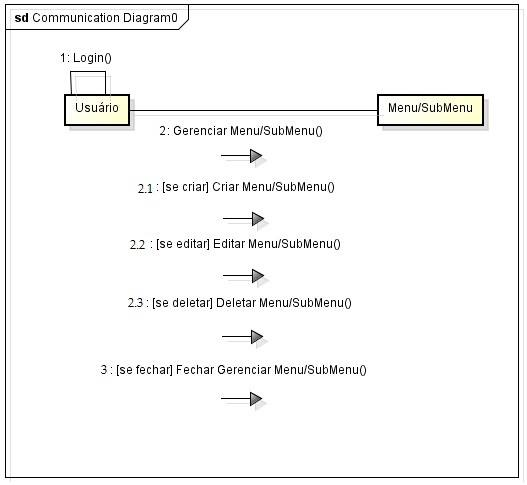 sd Communication Diagram0
1: Login()
Usuário
Menu/SubMenu
2: Gerenciar Menu/SubMenu()
2.1 : [se criar] Criar Menu/SubMenu()
2.2 : [se editar] Editar Menu/SubMenu()
2.3 : [se deletar] Deletar Menu/SubMenu()
3 : [se fechar] Fechar Gerenciar Menu/SubMenu()